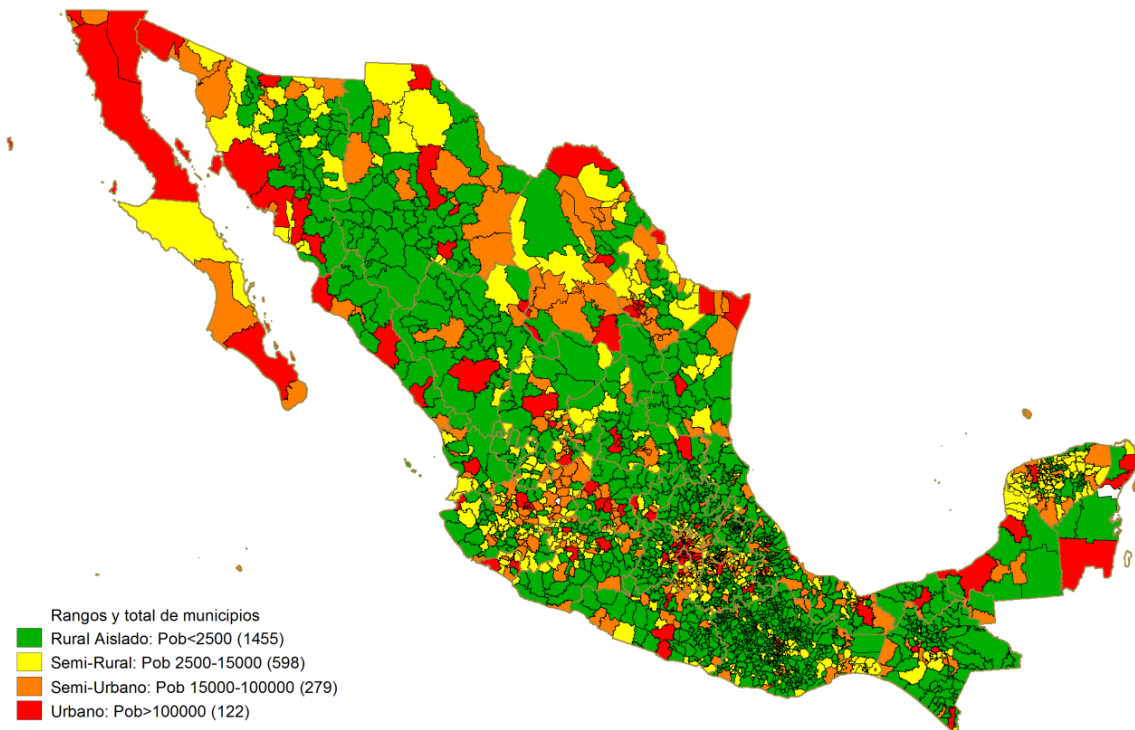 Rangos y total de municipios
Rural Aislado: Pob<2500 (1455)
Semi-Rural: Pob 2500-15000 (598)
Semi-Urbano: Pob 15000-100000 (279)
Urbano: Pob>100000 (122)